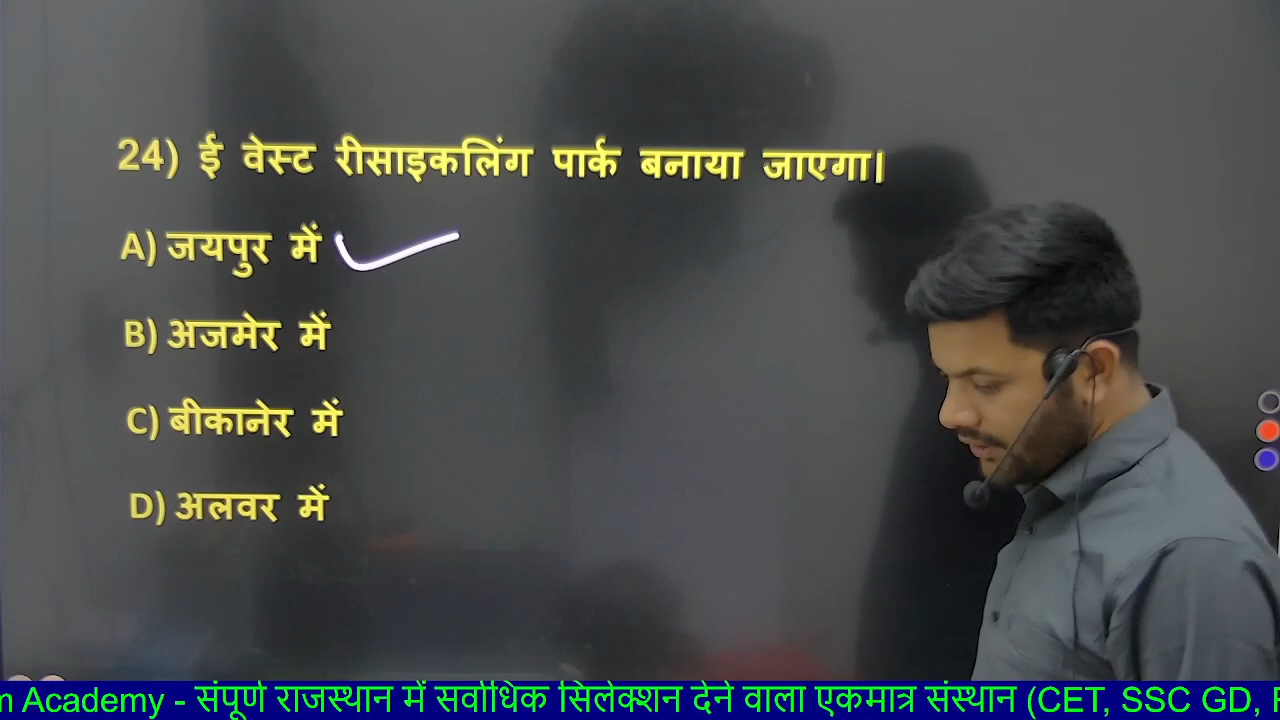 24) ई वेस्ट रीसाइकलिंग पार्क बनाया जाएगा।
A) जयपुर में
B) अजमेर में
C) बीकानेर में
D) अलवर में
Academy - संपूर्ण राजस्थान में सर्वाधिक सिलेक्शन देने वाला एकमात्र संस्थान (CET, SSC GD,